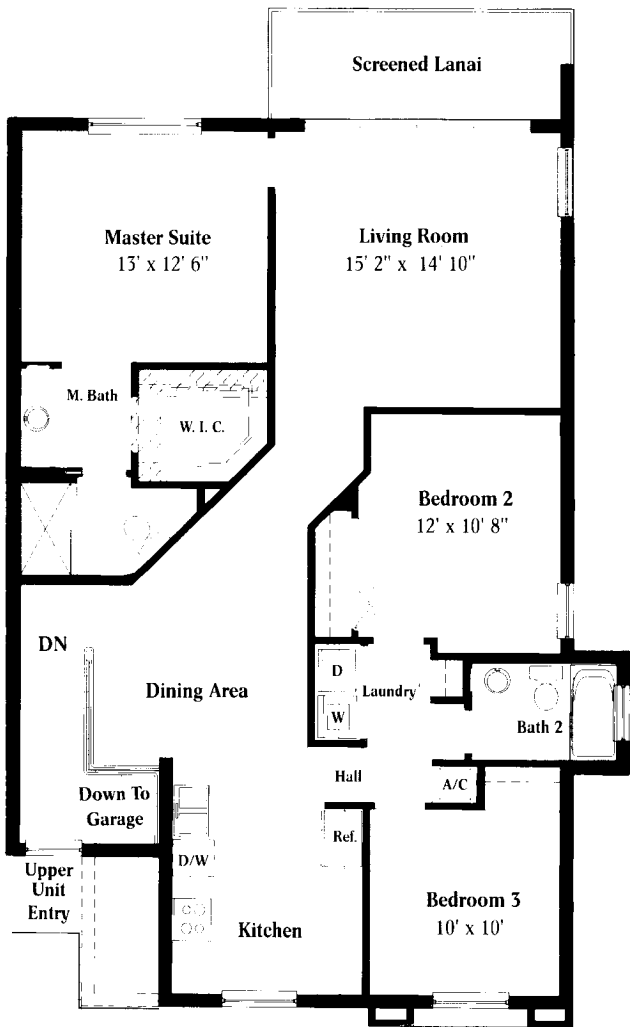 Screened Lanai
Master Suite
13' x 12' 6"
Living Room
15' 2" x 14' 10"
M. Bath
W. I. C.
Bedroom 2
12' x 10' 8"
DN
D
Laundry
W
Dining Area
Bath 2
Hall
A/C
Down To
Garage
Ref.
D/W
Upper
Unit
Entry
Bedroom 3
10' x 10'
Kitchen